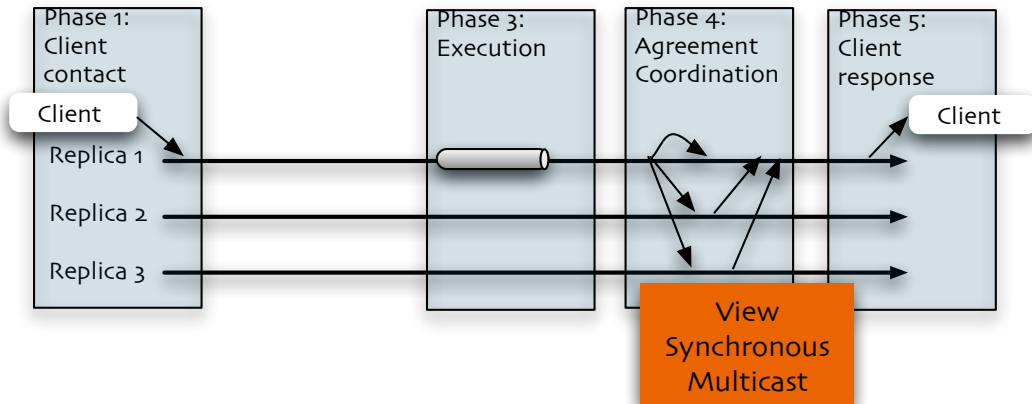 Phase 1:
Client
contact
Phase 3:
Execution
Phase 4:
Agreement
Coordination
Phase 5:
Client
response
Client
Client
Replica 1
Replica 2
Replica 3
View
Synchronous
Multicast